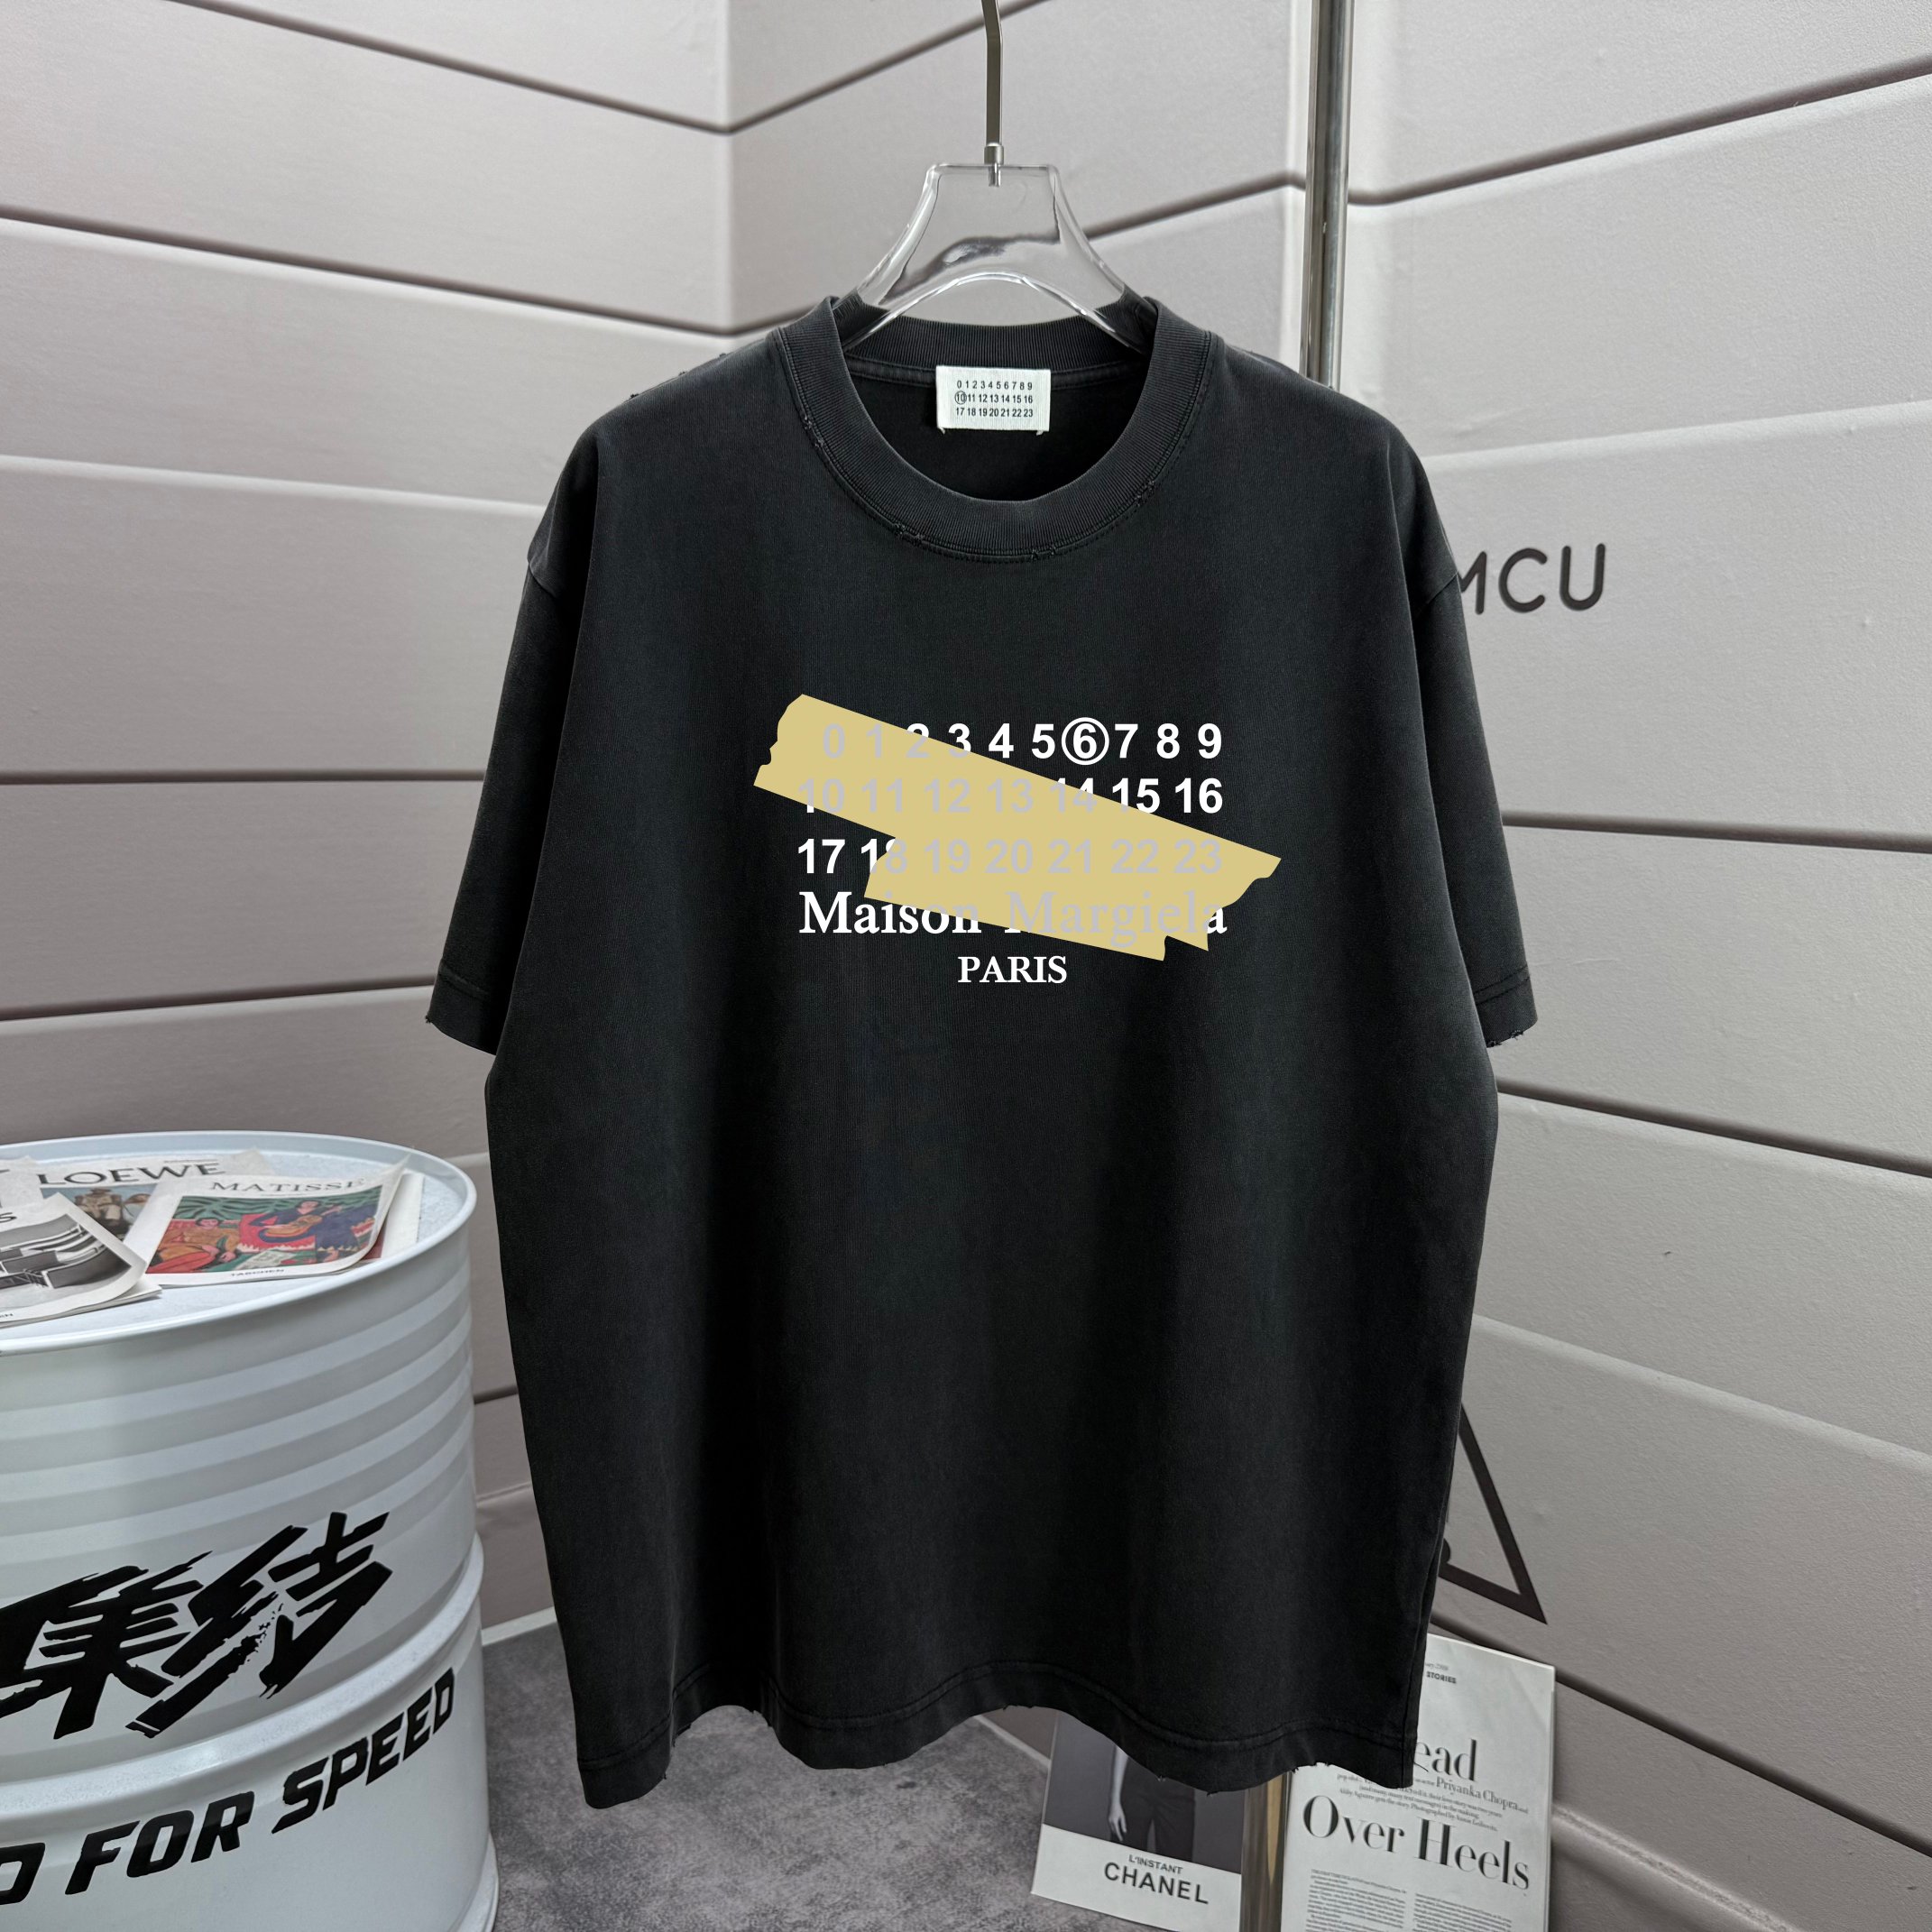 0 1 2 3 4 5 6 7 8 9
10 11 12 13 14 15 16
17 18 19 20 21 22 23
MCU
0 1 2 3 4 5 6 7 8 9
10 11 12 13 14 15 16
17 18 19 20 21 22 23
Maison Margiela
PARIS
LOEWE
MATISSE
TASCHEN
集结
FOR SPEED
STORIES
Priyanka Chopra
Over Heels
L'INSTANT
CHANEL